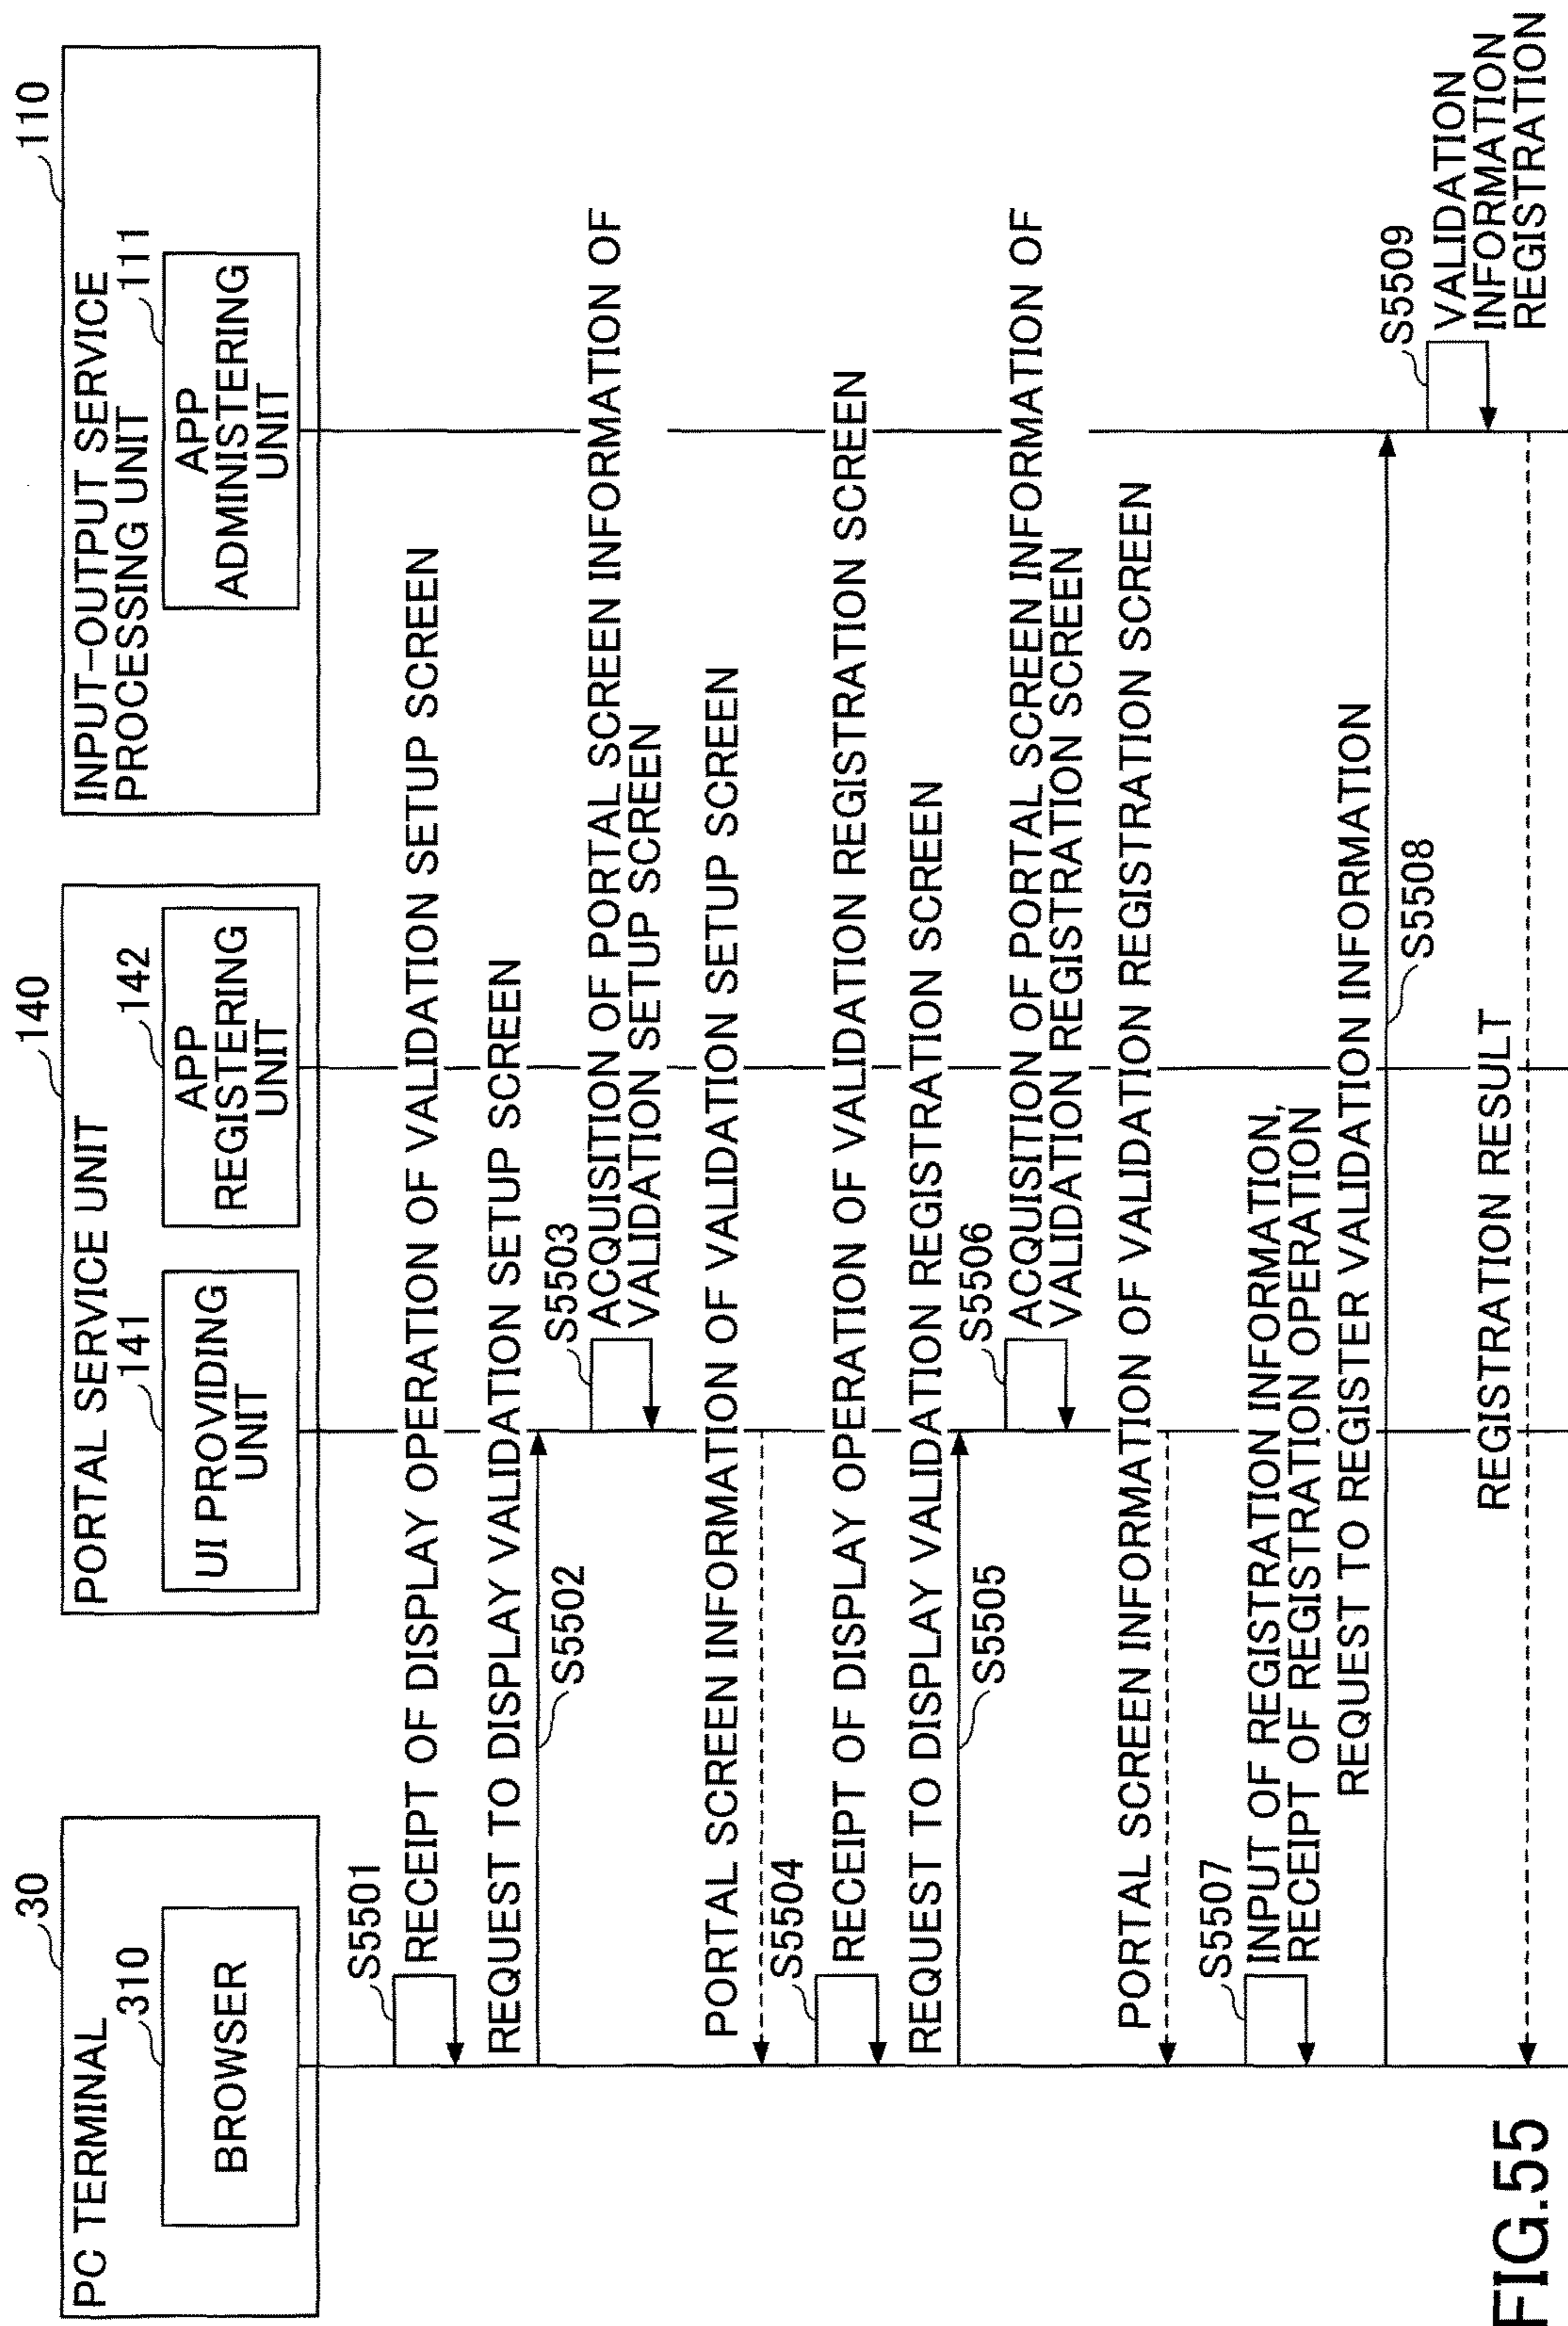 PC TERMINAL
30
BROWSER
310
PORTAL SERVICE UNIT
140
UI PROVIDING
UNIT
141
APP
REGISTERING
UNIT
142
INPUT-OUTPUT SERVICE
PROCESSING UNIT
110
APP
ADMINISTERING
UNIT
111
S5501
RECEIPT OF DISPLAY OPERATION OF VALIDATION SETUP SCREEN
REQUEST TO DISPLAY VALIDATION SETUP SCREEN
S5502
S5503
ACQUISITION OF PORTAL SCREEN INFORMATION OF
VALIDATION SETUP SCREEN
PORTAL SCREEN INFORMATION OF VALIDATION SETUP SCREEN
S5504
RECEIPT OF DISPLAY OPERATION OF VALIDATION REGISTRATION SCREEN
REQUEST TO DISPLAY VALIDATION REGISTRATION SCREEN
S5505
S5506
ACQUISITION OF PORTAL SCREEN INFORMATION OF
VALIDATION REGISTRATION SCREEN
PORTAL SCREEN INFORMATION OF VALIDATION REGISTRATION SCREEN
S5507
INPUT OF REGISTRATION INFORMATION,
RECEIPT OF REGISTRATION OPERATION
REQUEST TO REGISTER VALIDATION INFORMATION
S5508
S5509
VALIDATION
INFORMATION
REGISTRATION
REGISTRATION RESULT
FIG.55